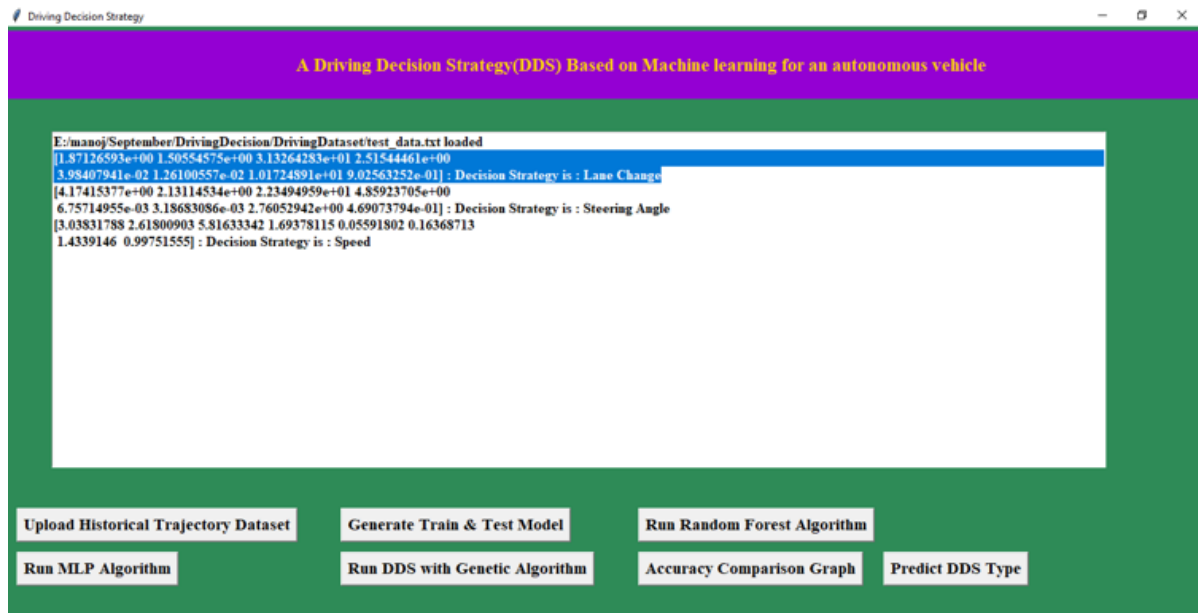 Driving Decision Strategy
A Driving Decision Strategy(DDS) Based on Machine learning for an autonomous vehicle
E:/manoj/September/DrivingDecision/DrivingDataset/test_data.txt loaded
[1.87126593e+00 1.50554575e+00 3.13264283e+01 2.51544461e+00
3.98407941e-02 1.26100557e-02 1.01724891e+01 9.02563252e-01] : Decision Strategy is : Lane Change
[4.17415377e+00 2.13114534e+00 2.23494959e+01 4.85923705e+00
6.75714955e-03 3.18683086e-03 2.76052942e+00 4.69073794e-01] : Decision Strategy is : Steering Angle
[3.03831788 2.61800903 5.81633342 1.69378115 0.05591802 0.16368713
1.4339146 0.99751555] : Decision Strategy is : Speed
Upload Historical Trajectory Dataset
Generate Train & Test Model
Run Random Forest Algorithm
Run MLP Algorithm
Run DDS with Genetic Algorithm
Accuracy Comparison Graph
Predict DDS Type